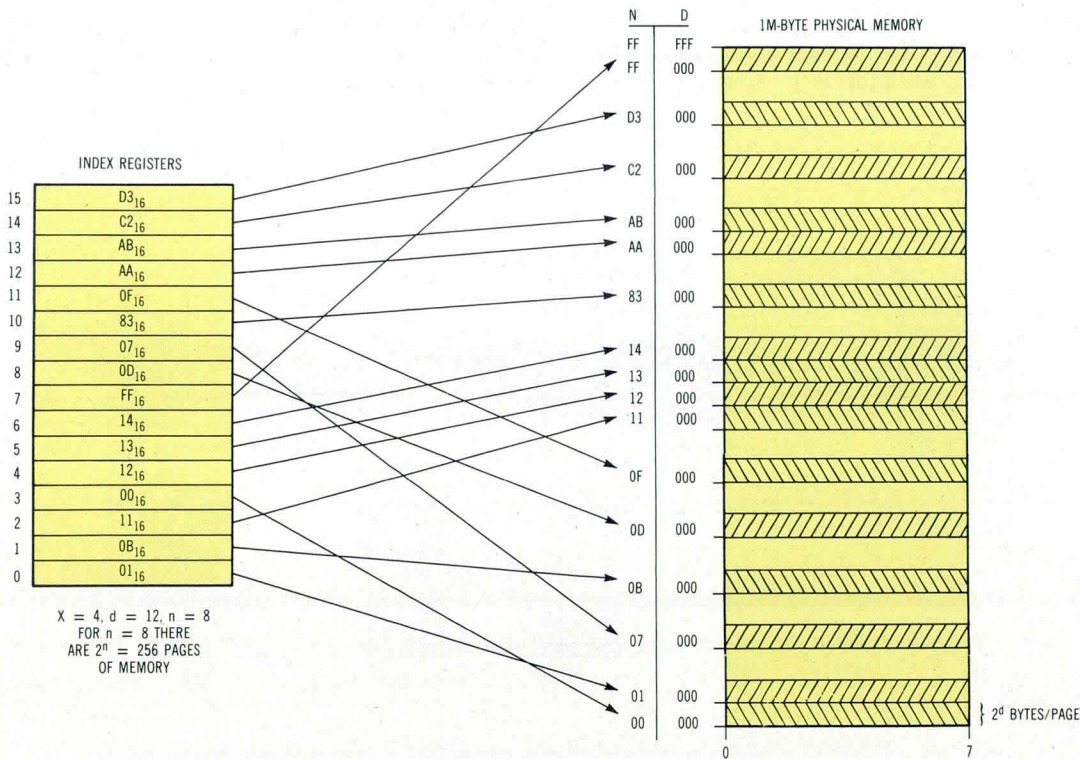 INDEX REGISTERS
15 D3₁₆
14 C2₁₆
13 AB₁₆
12 AA₁₆
11 0F₁₆
10 83₁₆
9 07₁₆
8 0D₁₆
7 FF₁₆
6 14₁₆
5 13₁₆
4 12₁₆
3 00₁₆
2 11₁₆
1 0B₁₆
0 01₁₆
X = 4, d = 12, n = 8
FOR n = 8 THERE
ARE 2ⁿ = 256 PAGES
OF MEMORY
N D
FF FFF
FF 000
D3 000
C2 000
AB 000
AA 000
83 000
14 000
13 000
12 000
11 000
0F 000
0D 000
0B 000
07 000
01 000
00 000
1M-BYTE PHYSICAL MEMORY
} 2ᵈ BYTES/PAGE
0 7